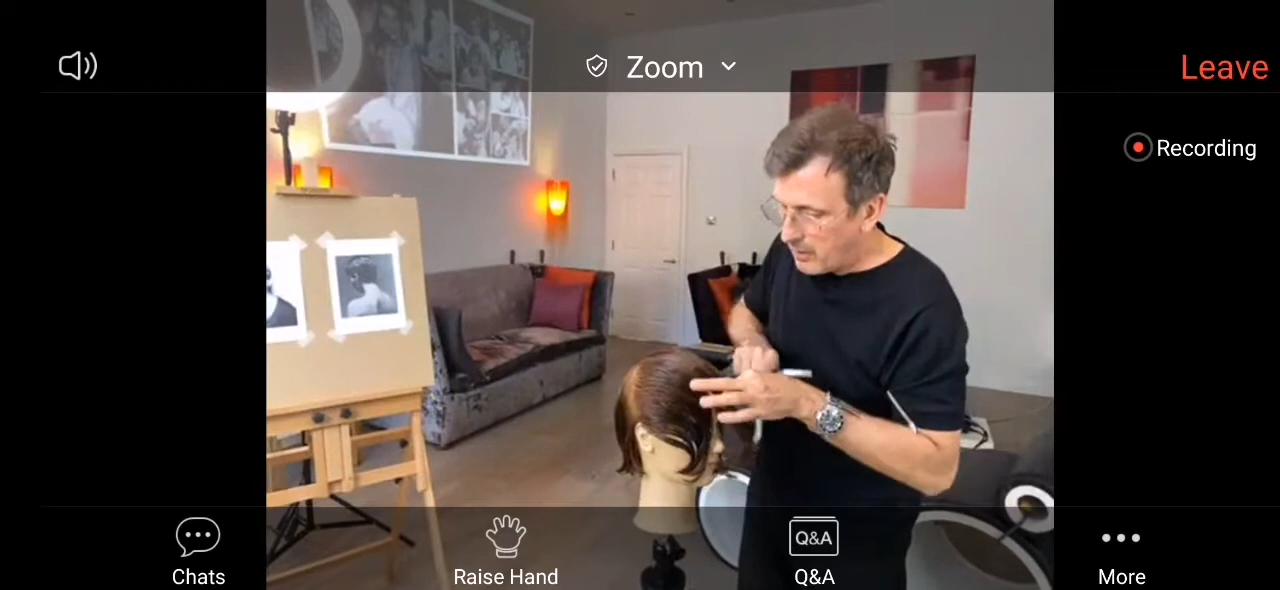 Zoom
Leave
Recording
Chats
Raise Hand
Q&A
Q&A
More